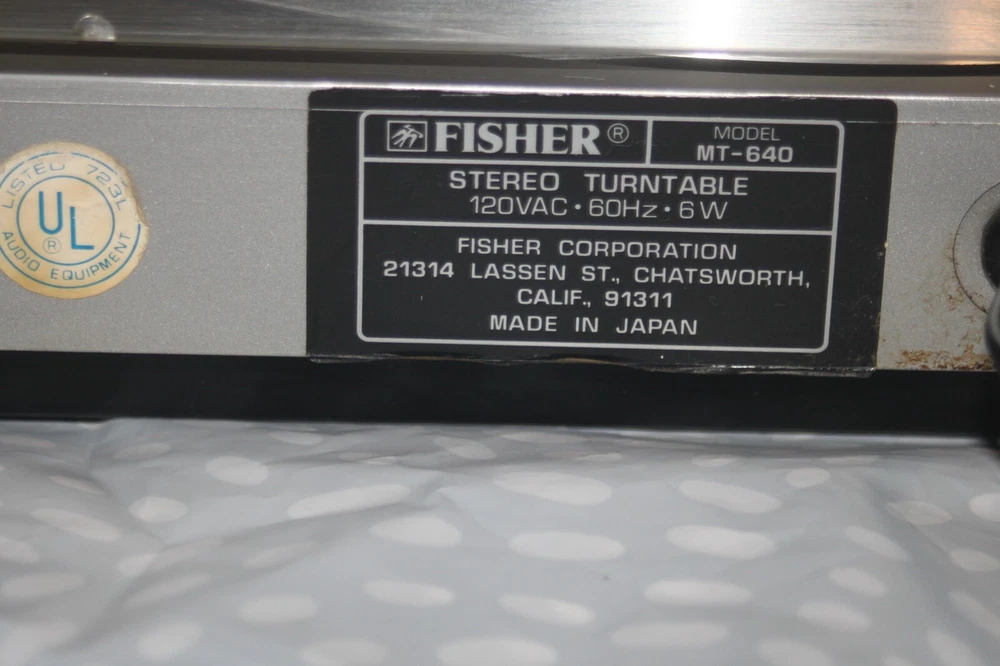 LISTED 723L
UL®
AUDIO EQUIPMENT
FISHER®
MODEL
MT-640
STEREO TURNTABLE
120VAC · 60Hz · 6W
FISHER CORPORATION
21314 LASSEN ST., CHATSWORTH,
CALIF., 91311
MADE IN JAPAN